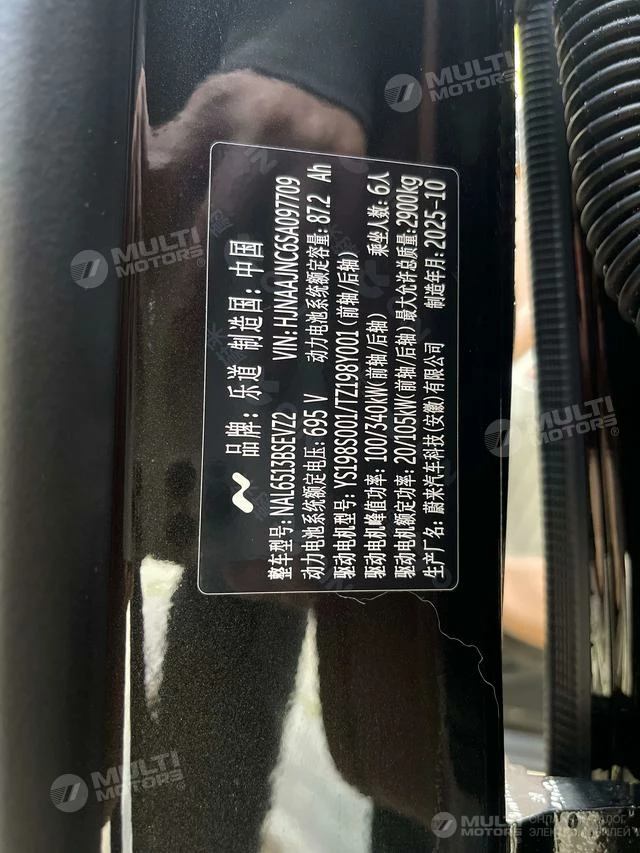 品牌：乐道 制造国：中国
整车型号：NAL6513BSEVZ2 VIN：HJNAAJNC6SA097709
动力电池系统额定电压：695 V 动力电池系统额定容量：87.2 Ah
驱动电机型号：YS198S001/TZ198Y001（前轴/后轴）
驱动电机峰值功率：100/340kW（前轴/后轴） 乘坐人数：6人
驱动电机额定功率：20/105kW（前轴/后轴）最大允许总质量：2900kg
生产厂名：蔚来汽车科技（安徽）有限公司 制造年月：2025-10
MULTI
MOTORS
MULTI
MOTORS
MULTI
MOTORS®
MULTI
MOTORS®
MULTI
MOTORS
ОНЛАЙН-КАТАЛОГ
ЭЛЕКТРОМОБИЛЕЙ